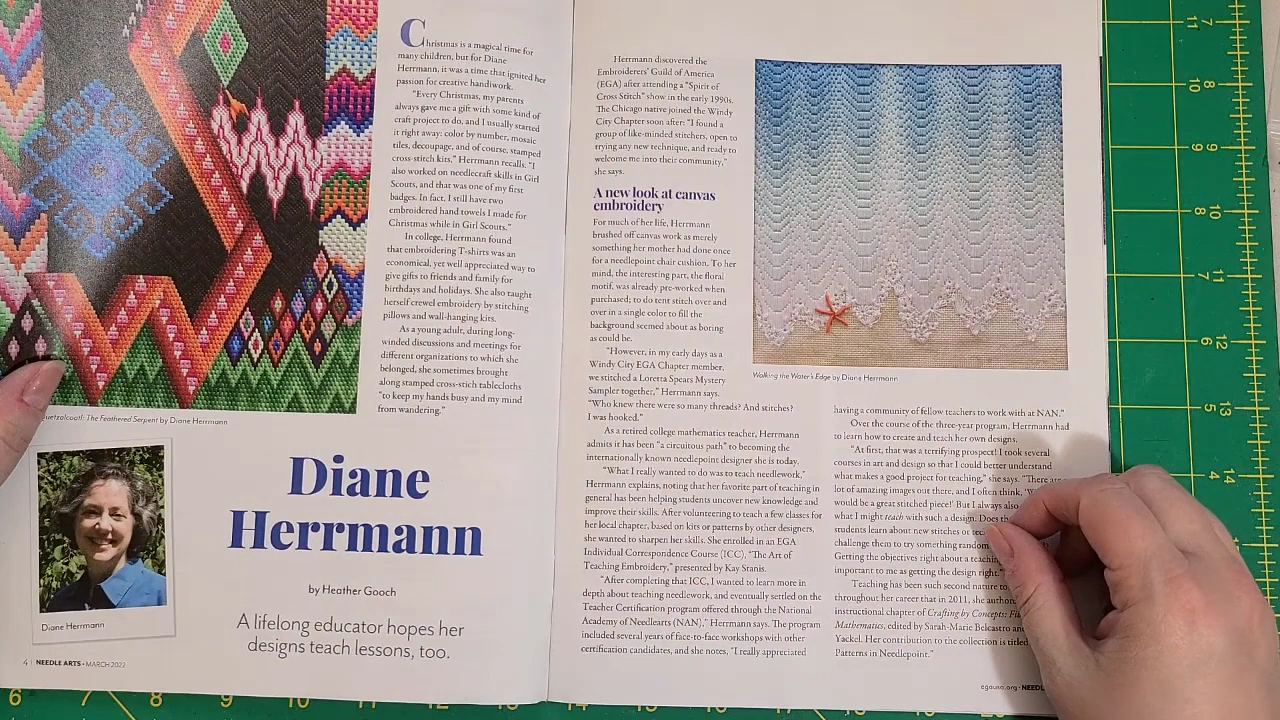 Quetzalcoatl: The Feathered Serpent by Diane Herrmann
Diane Herrmann
Diane
Herrmann
by Heather Gooch
A lifelong educator hopes her
designs teach lessons, too.
4 | NEEDLE ARTS • MARCH 2022
Christmas is a magical time for
many children, but for Diane
Herrmann, it was a time that ignited her
passion for creative handiwork.
"Every Christmas, my parents
always gave me a gift with some kind of
craft project to do, and I usually started
it right away: color by number, mosaic
tiles, decoupage, and of course, stamped
cross-stitch kits," Herrmann recalls. "I
also worked on needlecraft skills in Girl
Scouts, and that was one of my first
badges. In fact, I still have two
embroidered hand towels I made for
Christmas while in Girl Scouts."
In college, Herrmann found
that embroidering T-shirts was an
economical, yet well appreciated way to
give gifts to friends and family for
birthdays and holidays. She also taught
herself crewel embroidery by stitching
pillows and wall-hanging kits.
As a young adult, during long-
winded discussions and meetings for
different organizations to which she
belonged, she sometimes brought
along stamped cross-stitch tablecloths
"to keep my hands busy and my mind
from wandering."
Herrmann discovered the
Embroiderers' Guild of America
(EGA) after attending a "Spirit of
Cross Stitch" show in the early 1990s.
The Chicago native joined the Windy
City Chapter soon after: "I found a
group of like-minded stitchers, open to
trying any new technique, and ready to
welcome me into their community,"
she says.
A new look at canvas
embroidery
For much of her life, Herrmann
brushed off canvas work as merely
something her mother had done once
for a needlepoint chair cushion. To her
mind, the interesting part, the floral
motif, was already pre-worked when
purchased; to do tent stitch over and
over in a single color to fill the
background seemed about as boring
as could be.
"However, in my early days as a
Windy City EGA Chapter member,
we stitched a Loretta Spears Mystery
Sampler together," Herrmann says.
"Who knew there were so many threads? And stitches?
I was hooked."
As a retired college mathematics teacher, Herrmann
admits it has been "a circuitous path" to becoming the
internationally known needlepoint designer she is today.
"What I really wanted to do was to teach needlework,"
Herrmann explains, noting that her favorite part of teaching in
general has been helping students uncover new knowledge and
improve their skills. After volunteering to teach a few classes for
her local chapter, based on kits or patterns by other designers,
she wanted to sharpen her skills. She enrolled in an EGA
Individual Correspondence Course (ICC), "The Art of
Teaching Embroidery," presented by Kay Stanis.
"After completing that ICC, I wanted to learn more in
depth about teaching needlework, and eventually settled on the
Teacher Certification program offered through the National
Academy of Needlearts (NAN)," Herrmann says. The program
included several years of face-to-face workshops with other
certification candidates, and she notes, "I really appreciated
Walking the Water's Edge by Diane Herrmann
having a community of fellow teachers to work with at NAN."
Over the course of the three-year program, Herrmann had
to learn how to create and teach her own designs.
"At first, that was a terrifying prospect! I took several
courses in art and design so that I could better understand
what makes a good project for teaching," she says. "There are
lot of amazing images out there, and I often think,
would be a great stitched piece!' But I always also
what I might teach with such a design. Does th
students learn about new stitches or tec
challenge them to try something random
Getting the objectives right about a teachin
important to me as getting the design right."
Teaching has been such second nature to
throughout her career that in 2011, she author
instructional chapter of Crafting by Concepts: Fi
Mathematics, edited by Sarah-Marie Belcastro and
Yackel. Her contribution to the collection is titled
Patterns in Needlepoint."
egausa.org • NEEDL
11 7
10 8
9 9
8 10
7 11
6 12
5 13
4 14
6 7 8 9 10 11 12 13 14